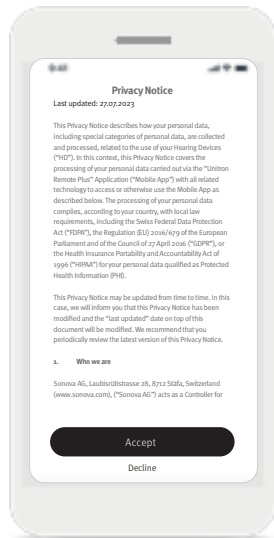 9:41
Privacy Notice
Last updated: 27.07.2023
This Privacy Notice describes how your personal data,
including special categories of personal data, are collected
and processed, related to the use of your Hearing Devices
(“HD”). In this context, this Privacy Notice covers the
processing of your personal data carried out via the “Unitron
Remote Plus” Application (“Mobile App”) with all related
technology to access or otherwise use the Mobile App as
described below. The processing of your personal data
complies, according to your country, with local law
requirements, including the Swiss Federal Data Protection
Act (“FDPA”), the Regulation (EU) 2016/679 of the European
Parliament and of the Council of 27 April 2016 (“GDPR”), or
the Health Insurance Portability and Accountability Act of
1996 (“HIPAA”) for your personal data qualified as Protected
Health Information (PHI).
This Privacy Notice may be updated from time to time. In this
case, we will inform you that this Privacy Notice has been
modified and the “last updated” date on top of this
document will be modified. We recommend that you
periodically review the latest version of this Privacy Notice.
1. Who we are
Sonova AG, Laubisrütistrasse 28, 8712 Stäfa, Switzerland
(www.sonova.com), (“Sonova AG”) acts as a Controller for
Accept
Decline